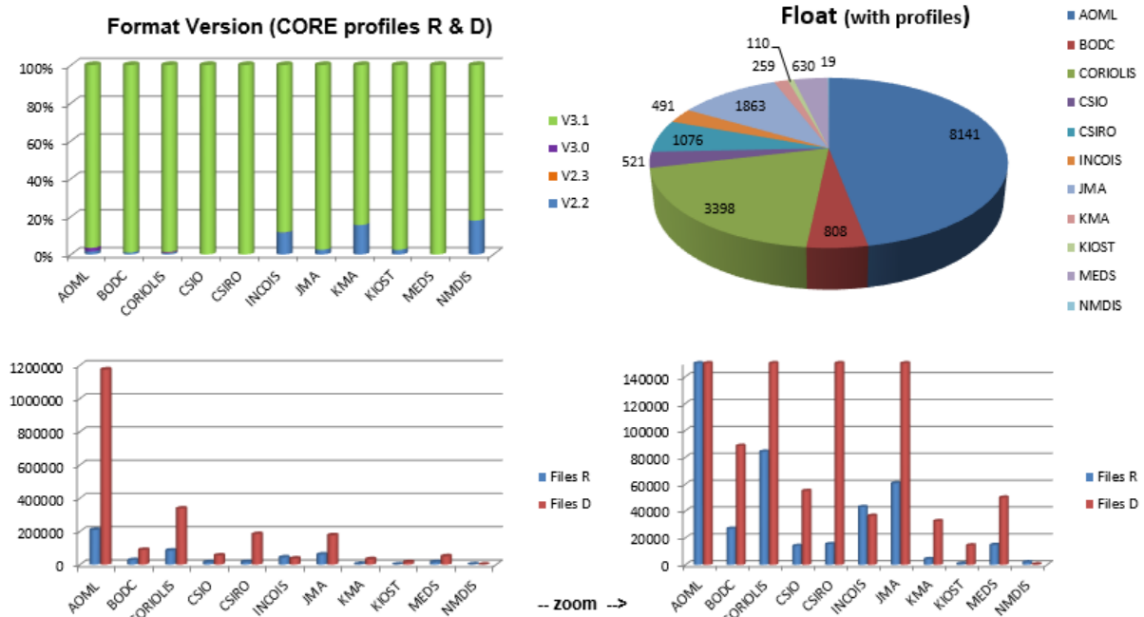 Format Version (CORE profiles R & D)
100%
80%
60%
40%
20%
0%
AOML
BODC
CORIOLIS
CSIO
CSIRO
INCOIS
JMA
KMA
KIOST
MEDS
NMDIS
V3.1
V3.0
V2.3
V2.2
Float (with profiles)
110
259
630
19
491
1863
8141
1076
521
3398
808
AOML
BODC
CORIOLIS
CSIO
CSIRO
INCOIS
JMA
KMA
KIOST
MEDS
NMDIS
1200000
1000000
800000
600000
400000
200000
0
AOML
BODC
CORIOLIS
CSIO
CSIRO
INCOIS
JMA
KMA
KIOST
MEDS
NMDIS
Files R
Files D
-- zoom -->
140000
120000
100000
80000
60000
40000
20000
0
AOML
BODC
CORIOLIS
CSIO
CSIRO
INCOIS
JMA
KMA
KIOST
MEDS
NMDIS
Files R
Files D